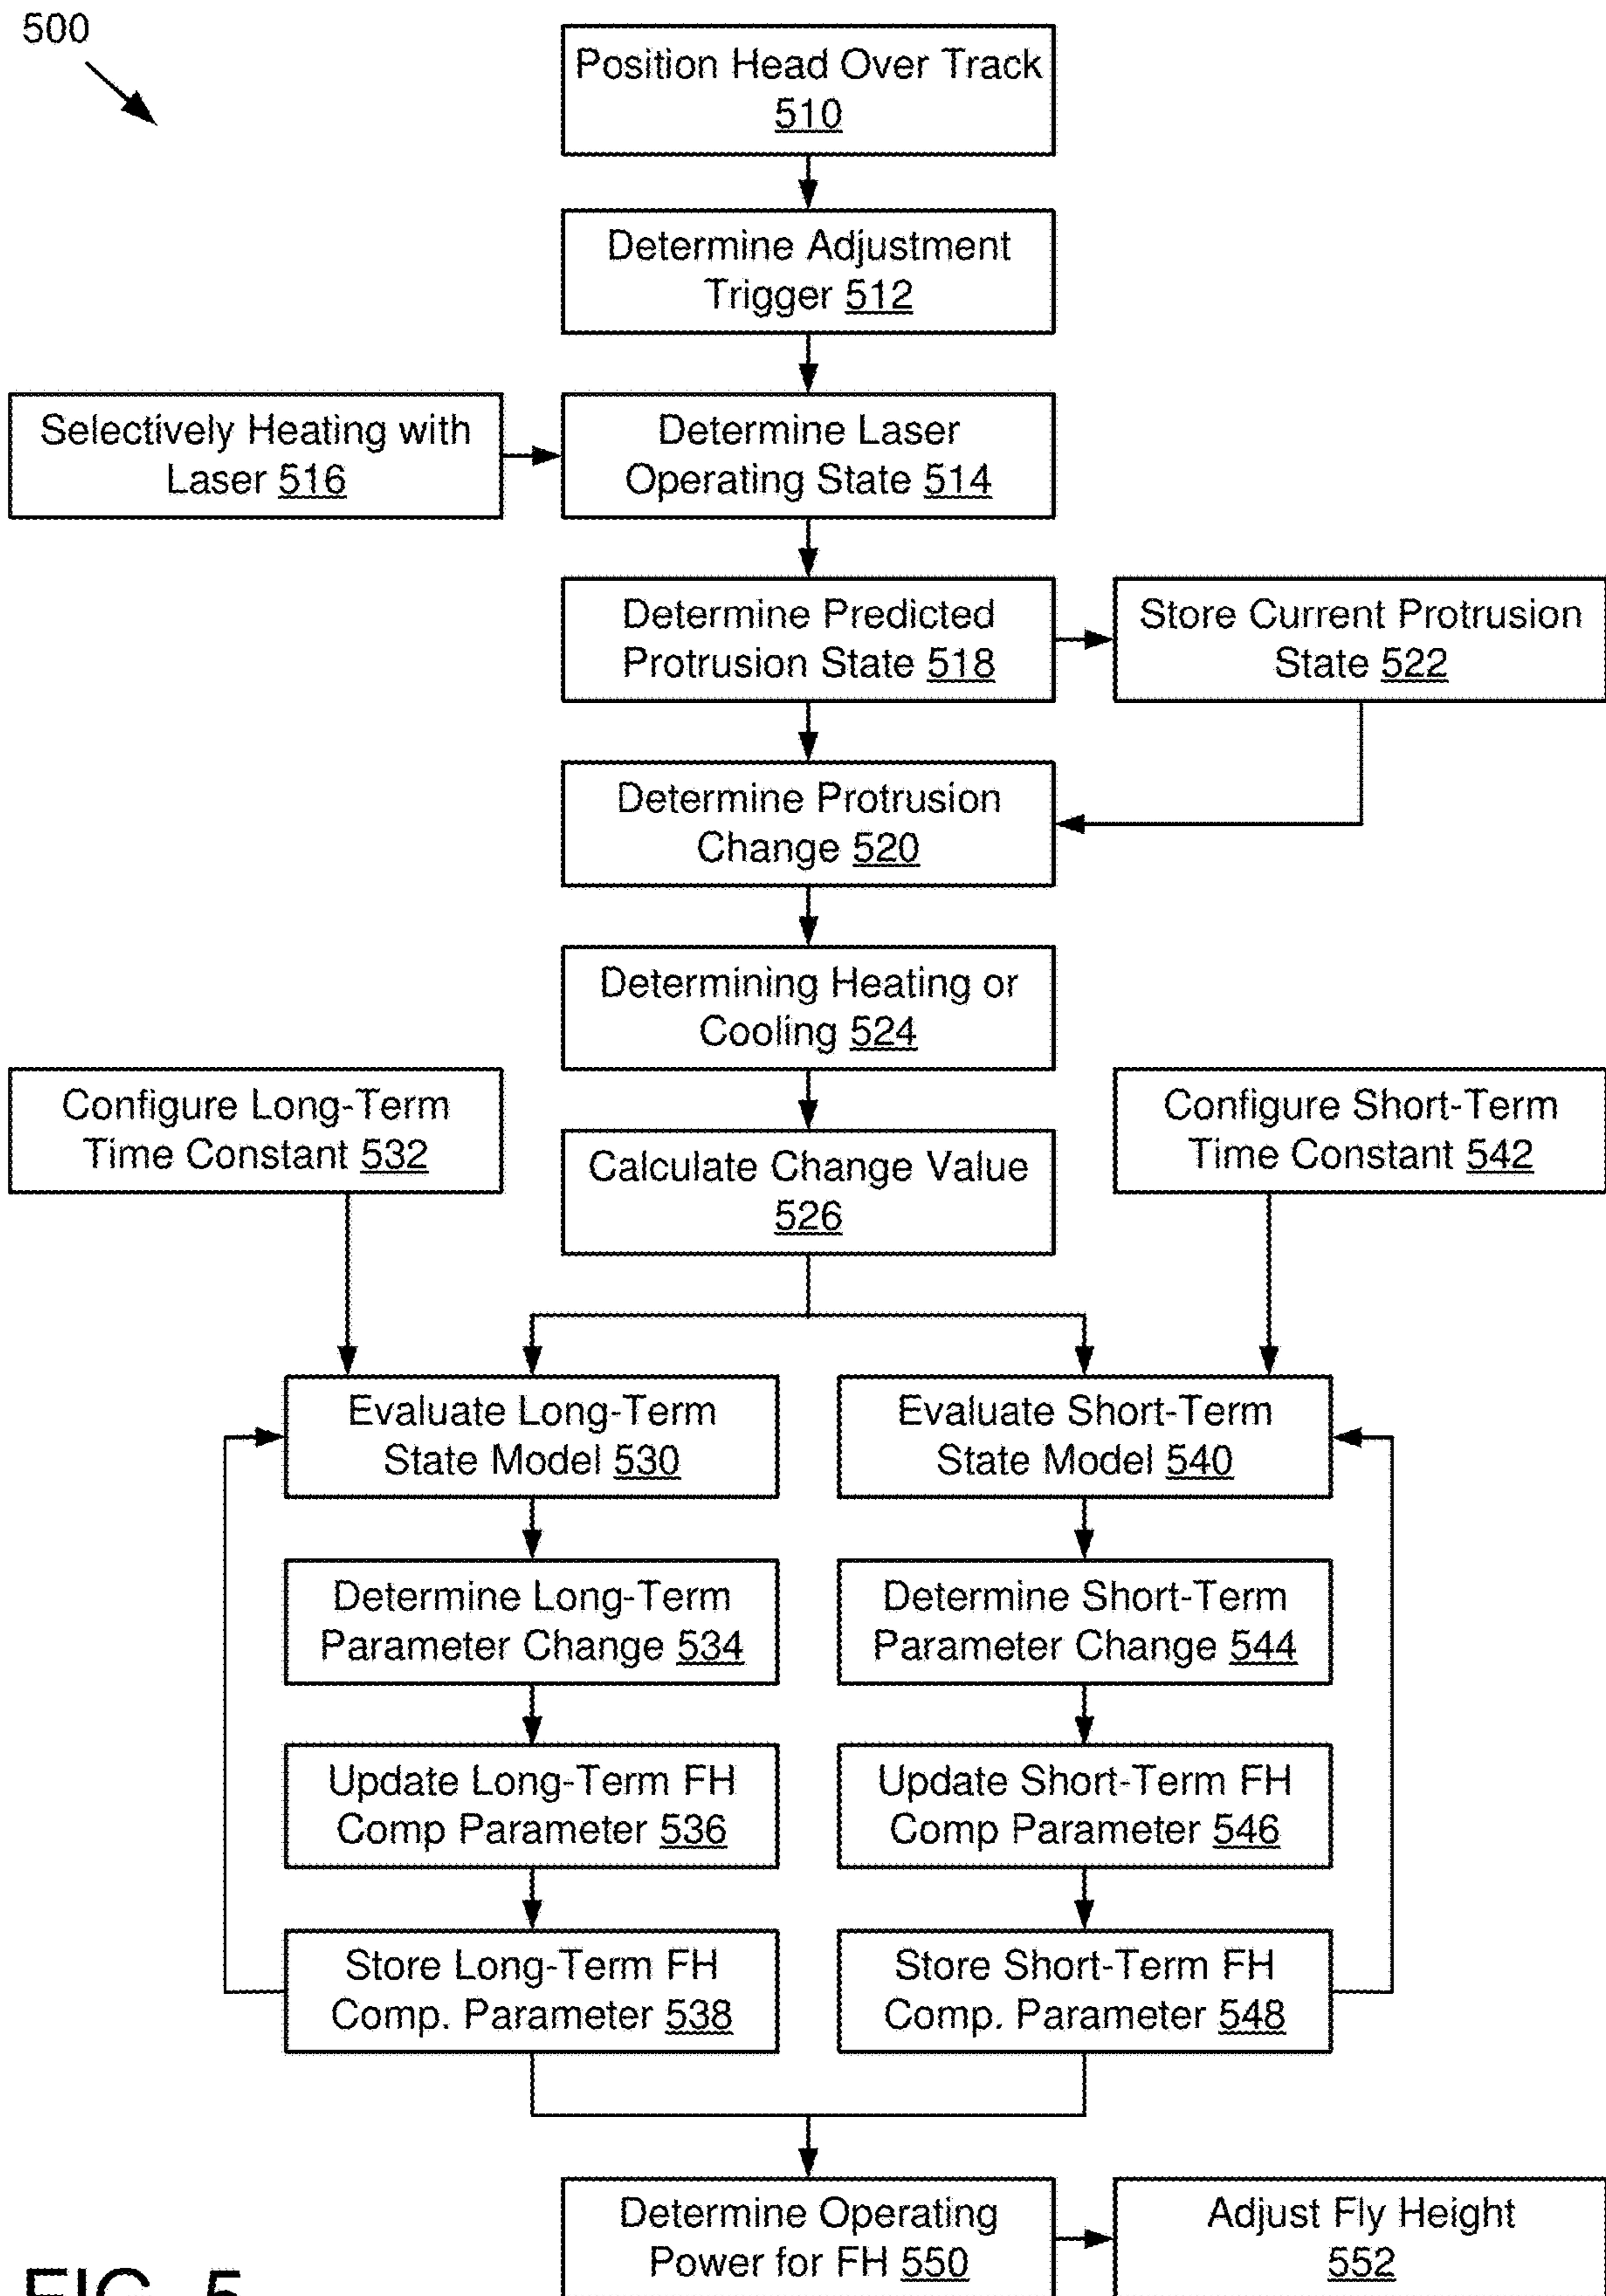 500
Position Head Over Track
510
Determine Adjustment
Trigger 512
Selectively Heating with
Laser 516
Determine Laser
Operating State 514
Determine Predicted
Protrusion State 518
Store Current Protrusion
State 522
Determine Protrusion
Change 520
Determining Heating or
Cooling 524
Configure Long-Term
Time Constant 532
Configure Short-Term
Time Constant 542
Calculate Change Value
526
Evaluate Long-Term
State Model 530
Evaluate Short-Term
State Model 540
Determine Long-Term
Parameter Change 534
Determine Short-Term
Parameter Change 544
Update Long-Term FH
Comp Parameter 536
Update Short-Term FH
Comp Parameter 546
Store Long-Term FH
Comp. Parameter 538
Store Short-Term FH
Comp. Parameter 548
Determine Operating
Power for FH 550
Adjust Fly Height
552
FIG. 5